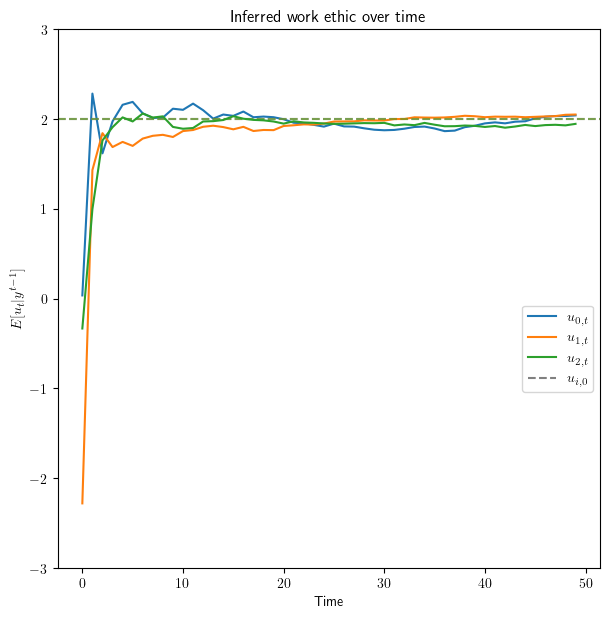 Inferred work ethic over time
3
2
1
0
−1
−2
−3
E[u_t|y^{t−1}]
u_{0,t}
u_{1,t}
u_{2,t}
u_{i,0}
0 10 20 30 40 50
Time